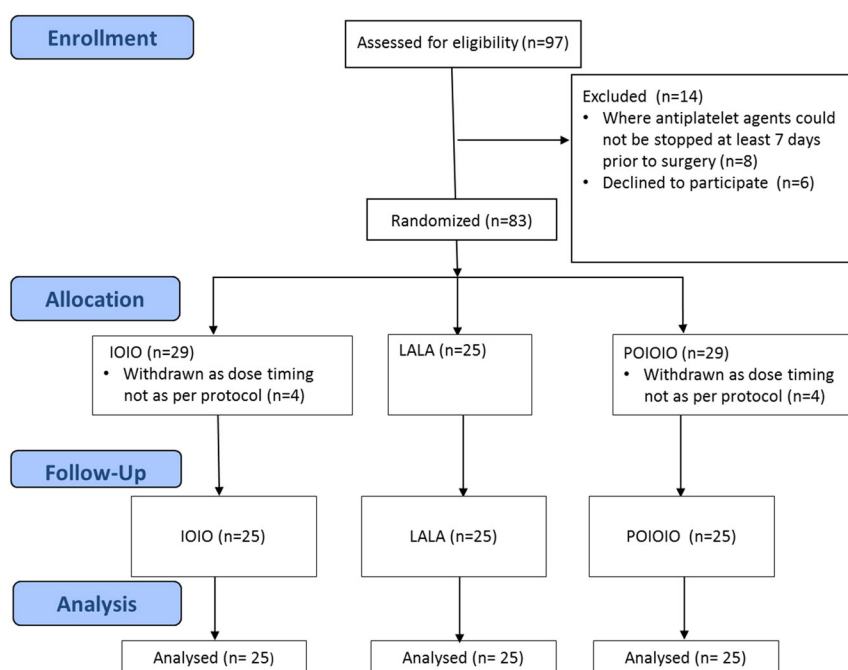 Enrollment
Assessed for eligibility (n=97)
Excluded (n=14)
• Where antiplatelet agents could
not be stopped at least 7 days
prior to surgery (n=8)
• Declined to participate (n=6)
Randomized (n=83)
Allocation
IOIO (n=29)
• Withdrawn as dose timing
not as per protocol (n=4)
LALA (n=25)
POIOIO (n=29)
• Withdrawn as dose timing
not as per protocol (n=4)
Follow-Up
IOIO (n=25)
LALA (n=25)
POIOIO (n=25)
Analysis
Analysed (n= 25)
Analysed (n= 25)
Analysed (n= 25)